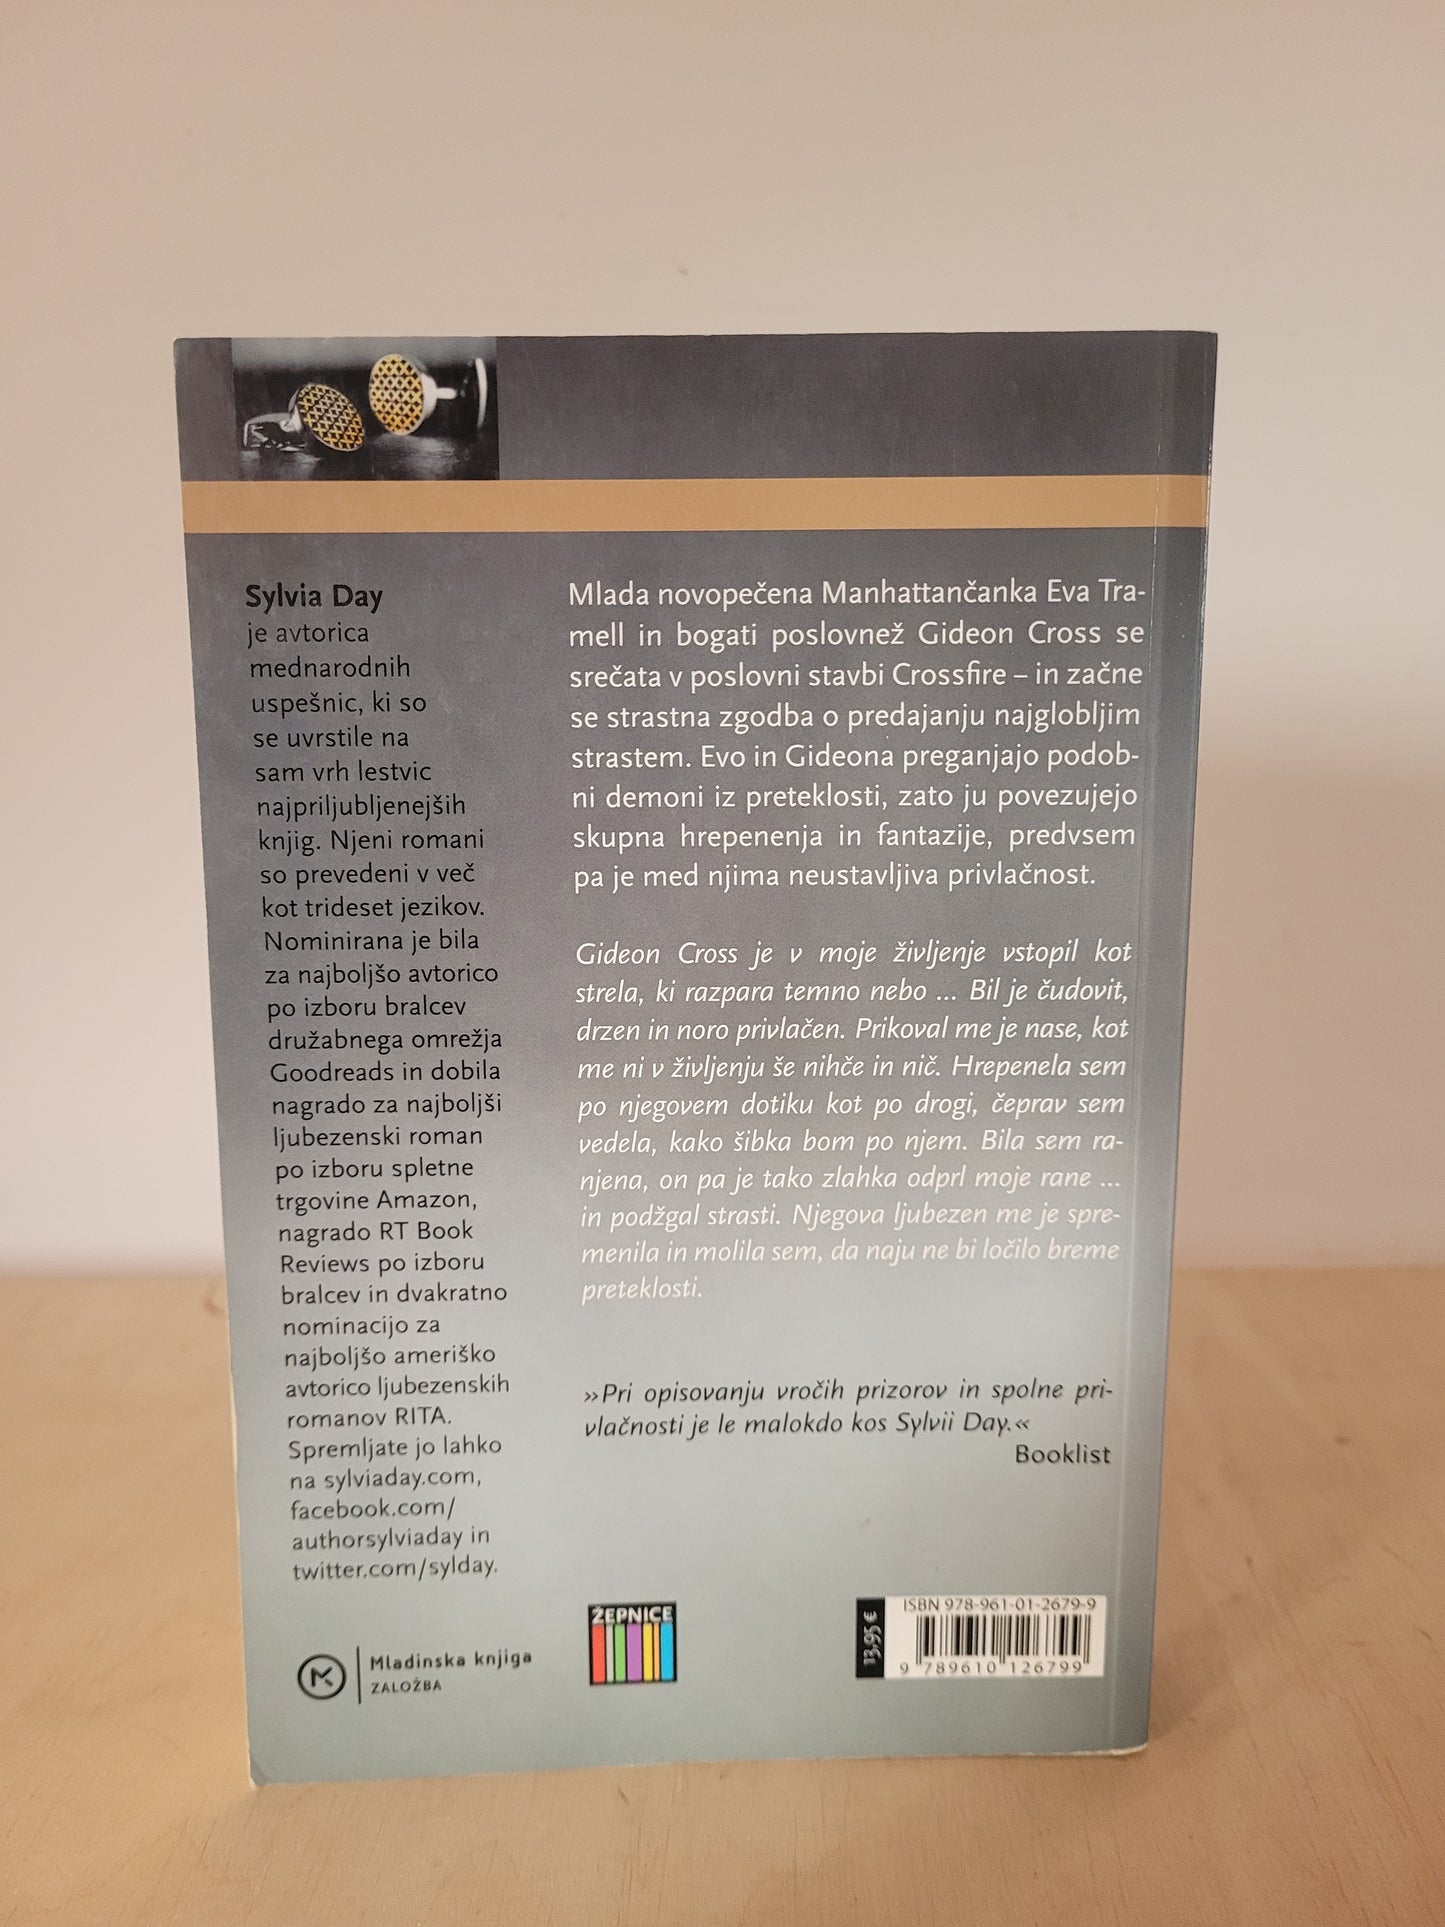 Sylvia Day
je avtorica
mednarodnih
uspešnic, ki so
se uvrstile na
sam vrh lestvic
najpriljubljenejših
knjig. Njeni romani
so prevedeni v več
kot trideset jezikov.
Nominirana je bila
za najboljšo avtorico
po izboru bralcev
družabnega omrežja
Goodreads in dobila
nagrado za najboljši
ljubezenski roman
po izboru spletne
trgovine Amazon,
nagrado RT Book
Reviews po izboru
bralcev in dvakratno
nominacijo za
najboljšo ameriško
avtorico ljubezenskih
romanov RITA.
Spremljate jo lahko
na sylviaday.com,
facebook.com/
authorsylviaday in
twitter.com/sylday.
Mlada novopečena Manhattančanka Eva Tra-
mell in bogati poslovnež Gideon Cross se
srečata v poslovni stavbi Crossfire – in začne
se strastna zgodba o predajanju najglobljim
strastem. Evo in Gideona preganjajo podob-
ni demoni iz preteklosti, zato ju povezujejo
skupna hrepenenja in fantazije, predvsem
pa je med njima neustavljiva privlačnost.
Gideon Cross je v moje življenje vstopil kot
strela, ki razpara temno nebo ... Bil je čudovit,
drzen in noro privlačen. Prikoval me je nase, kot
me ni v življenju še nihče in nič. Hrepenela sem
po njegovem dotiku kot po drogi, čeprav sem
vedela, kako šibka bom po njem. Bila sem ra-
njena, on pa je tako zlahka odprl moje rane ...
in podžgal strasti. Njegova ljubezen me je spre-
menila in molila sem, da naju ne bi ločilo breme
preteklosti.
»Pri opisovanju vročih prizorov in spolne pri-
vlačnosti je le malokdo kos Sylvii Day.«
Booklist
Mladinska knjiga
ZALOŽBA
ŽEPNICE
13,95 €
ISBN 978-961-01-2679-9
9 789610 126799